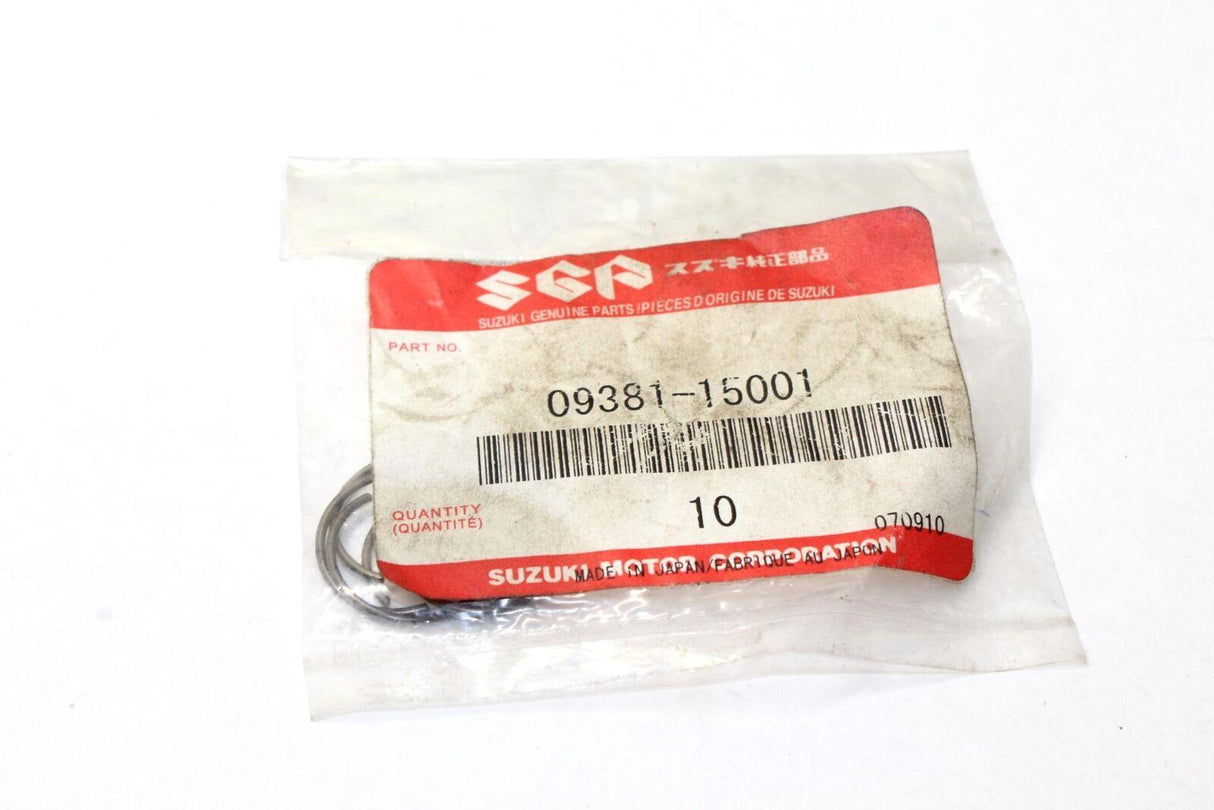 SGP スズキ純正部品
SUZUKI GENUINE PARTS/PIÈCES D'ORIGINE DE SUZUKI
PART NO.
09381-15001
QUANTITY
(QUANTITÉ)
10
070910
SUZUKI MOTOR CORPORATION
MADE IN JAPAN/FABRIQUE AU JAPON